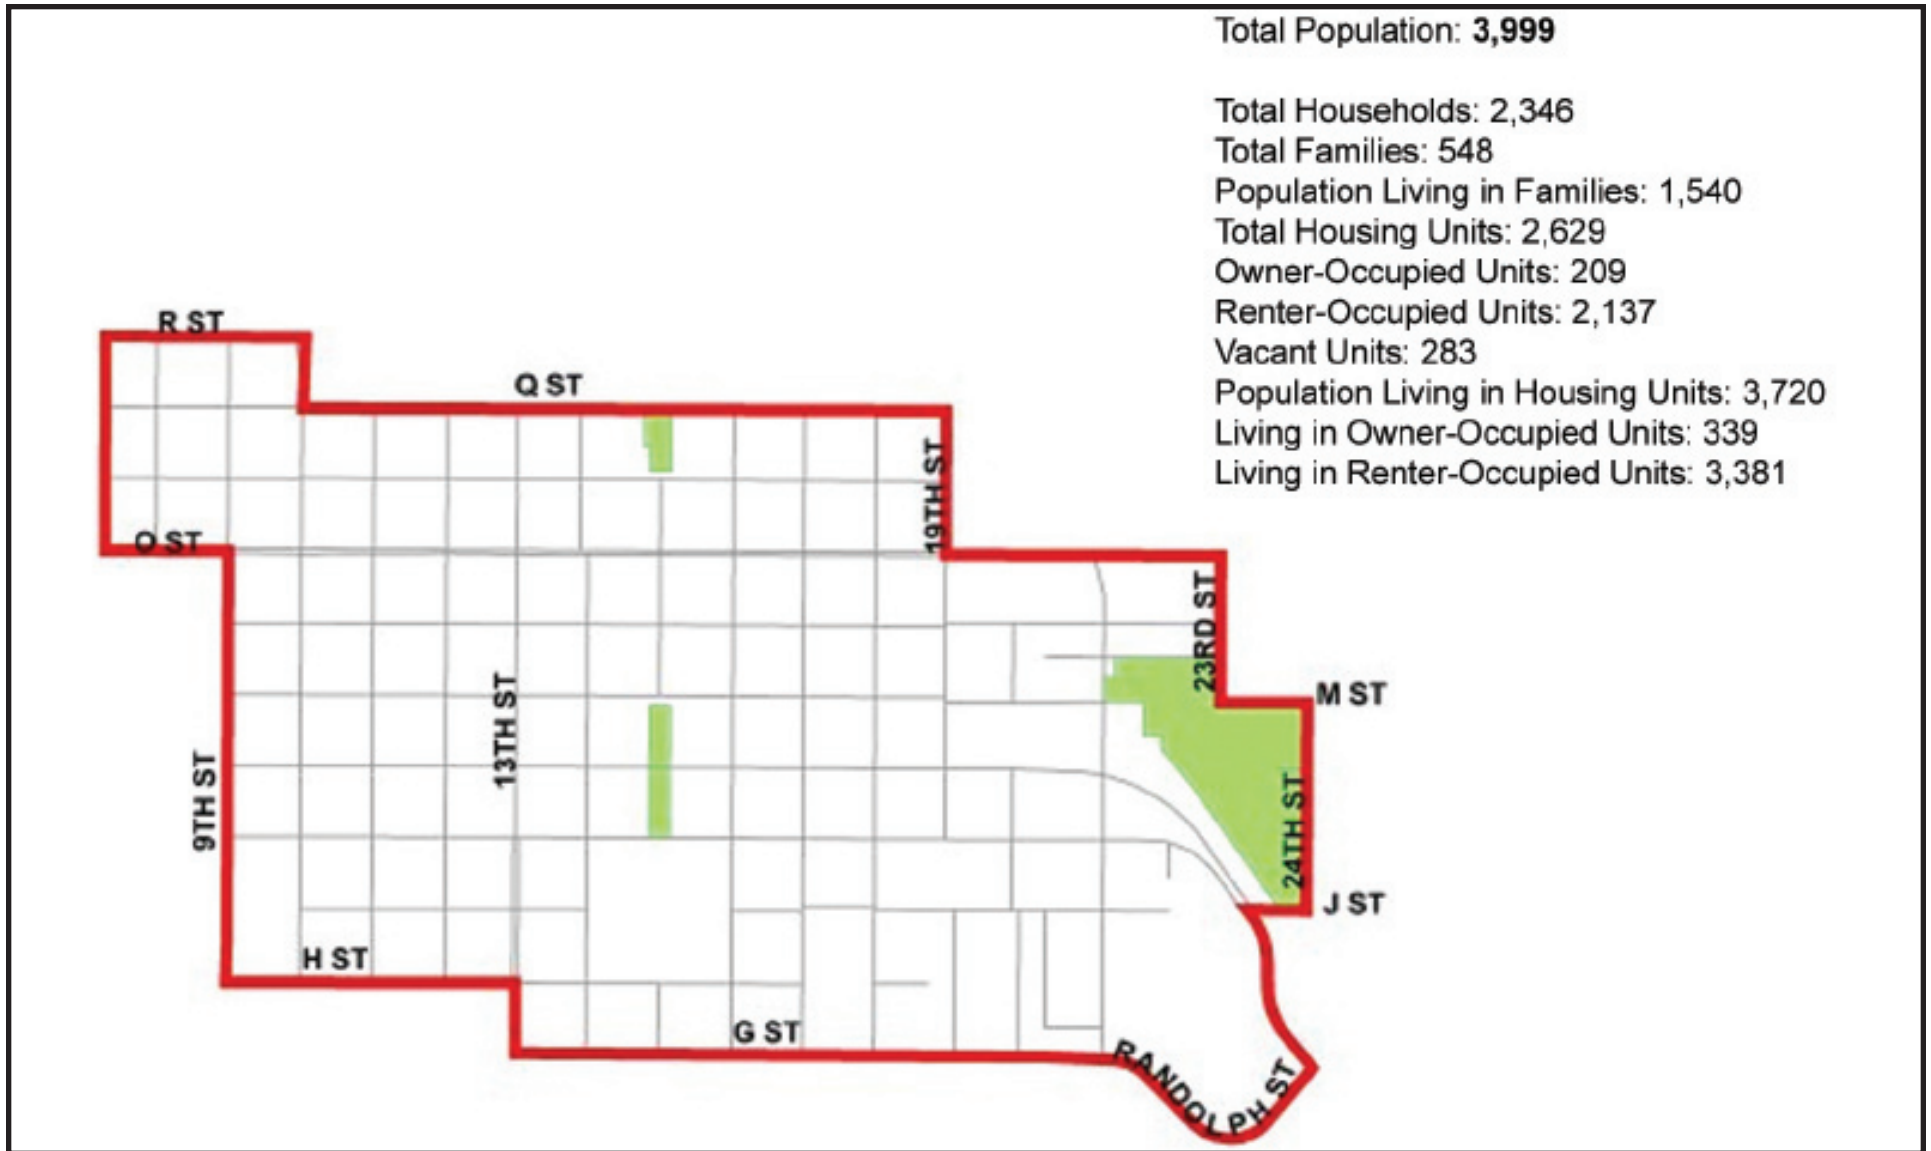 Total Population: 3,999
Total Households: 2,346
Total Families: 548
Population Living in Families: 1,540
Total Housing Units: 2,629
Owner-Occupied Units: 209
Renter-Occupied Units: 2,137
Vacant Units: 283
Population Living in Housing Units: 3,720
Living in Owner-Occupied Units: 339
Living in Renter-Occupied Units: 3,381
R ST
Q ST
19TH ST
O ST
23RD ST
M ST
13TH ST
9TH ST
24TH ST
J ST
H ST
G ST
RANDOLPH ST